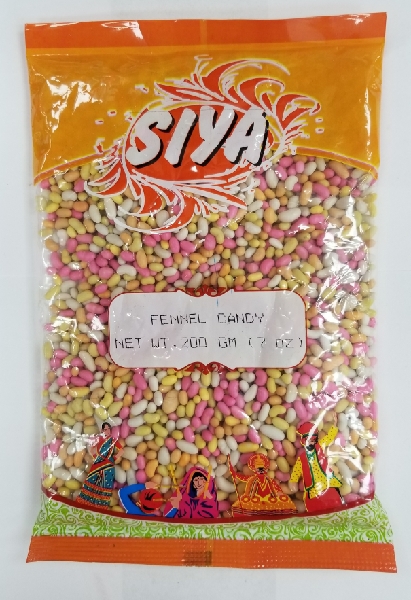 SIYA
FENNEL CANDY
NET WT. 200 GM (7 OZ)